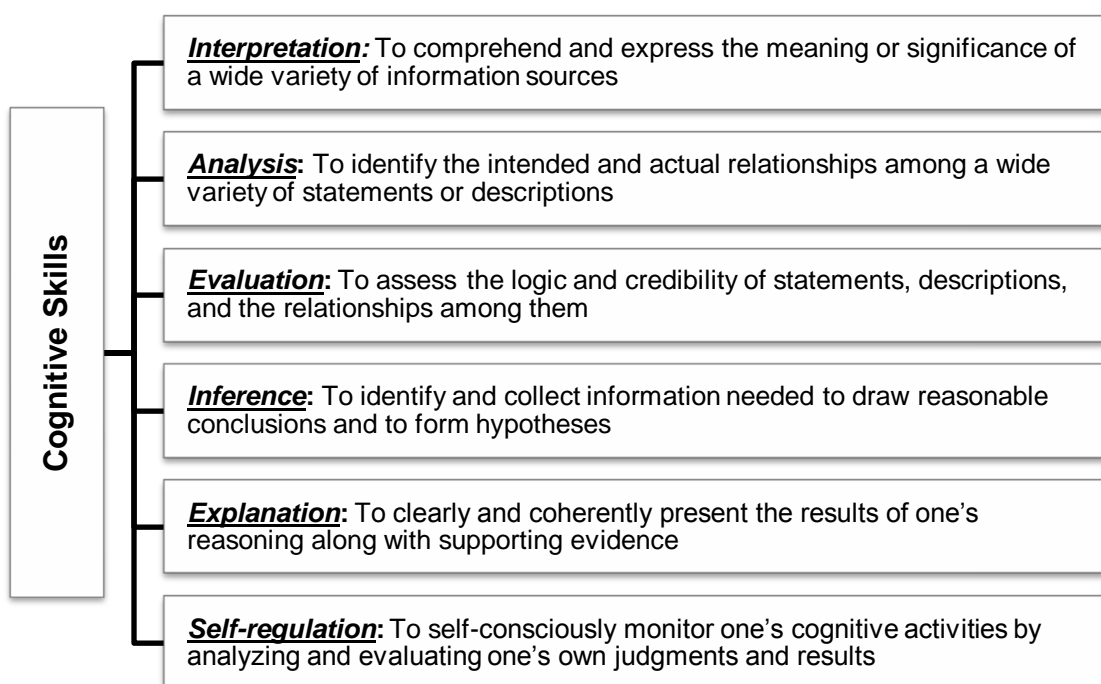 Cognitive Skills
Interpretation: To comprehend and express the meaning or significance of
a wide variety of information sources
Analysis: To identify the intended and actual relationships among a wide
variety of statements or descriptions
Evaluation: To assess the logic and credibility of statements, descriptions,
and the relationships among them
Inference: To identify and collect information needed to draw reasonable
conclusions and to form hypotheses
Explanation: To clearly and coherently present the results of one’s
reasoning along with supporting evidence
Self-regulation: To self-consciously monitor one’s cognitive activities by
analyzing and evaluating one’s own judgments and results